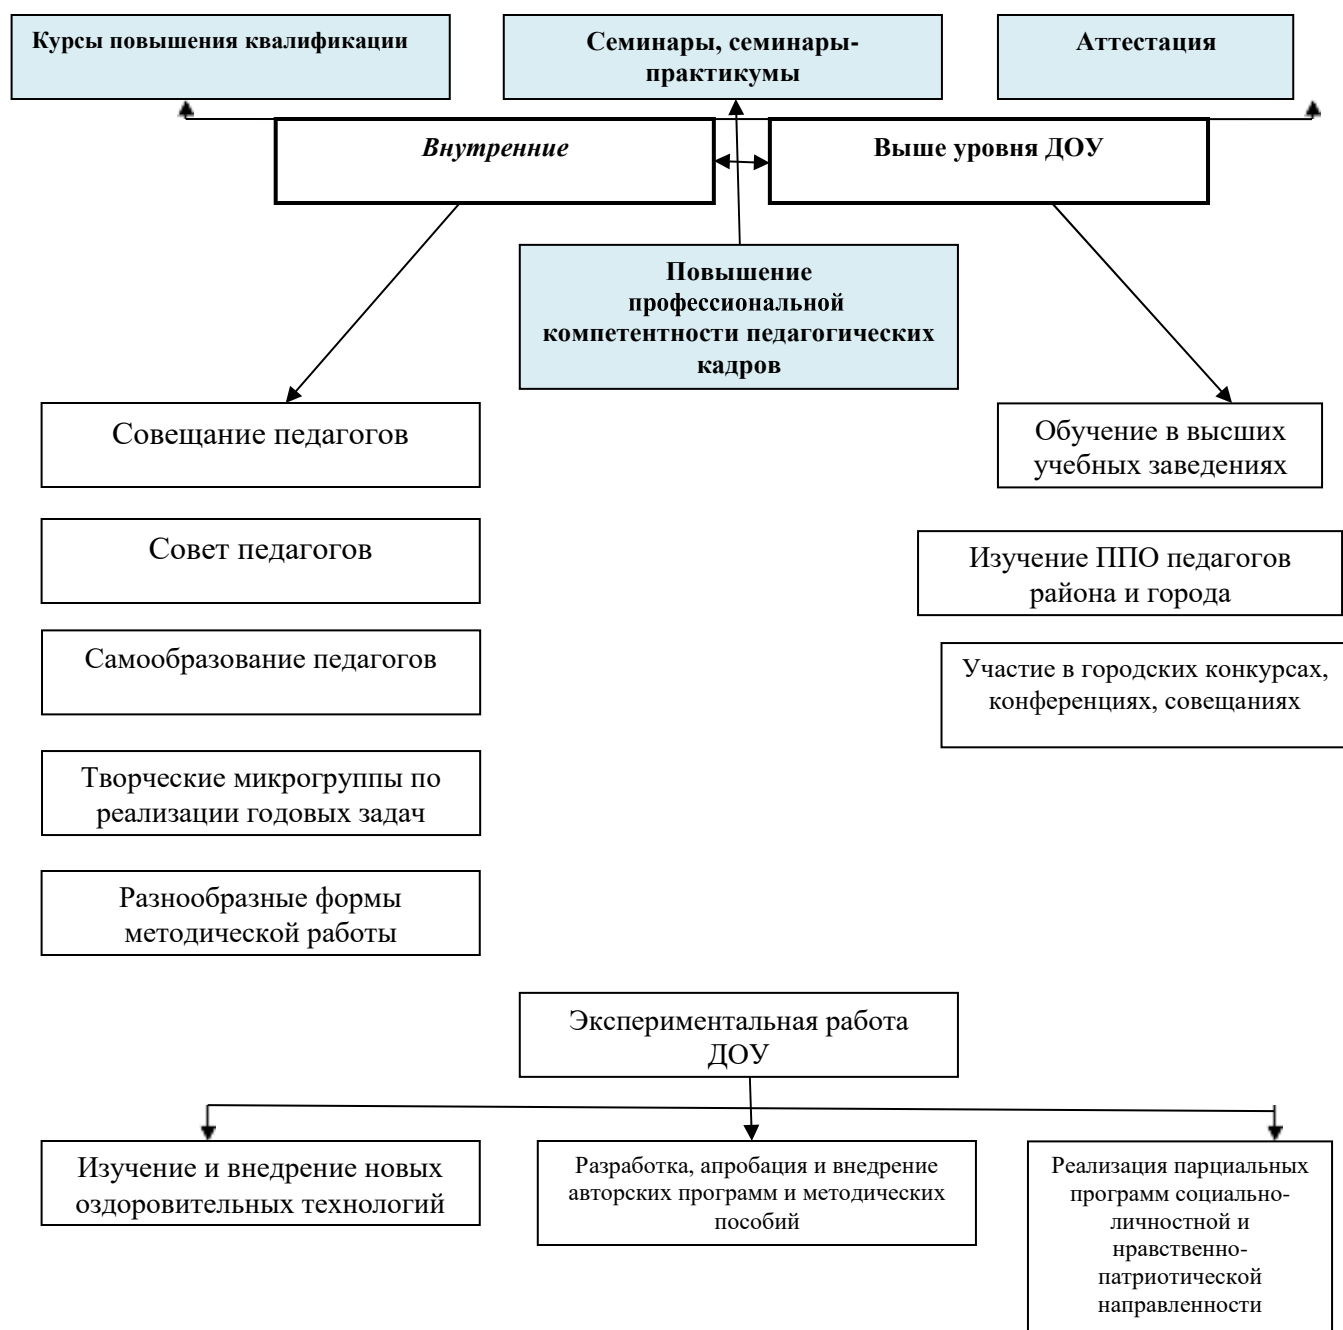 Курсы повышения квалификации
Семинары, семинары-
практикумы
Аттестация
Внутренние
Выше уровня ДОУ
Повышение
профессиональной
компетентности педагогических
кадров
Совещание педагогов
Обучение в высших
учебных заведениях
Совет педагогов
Изучение ППО педагогов
района и города
Самообразование педагогов
Участие в городских конкурсах,
конференциях, совещаниях
Творческие микрогруппы по
реализации годовых задач
Разнообразные формы
методической работы
Экспериментальная работа
ДОУ
Изучение и внедрение новых
оздоровительных технологий
Разработка, апробация и внедрение
авторских программ и методических
пособий
Реализация парциальных
программ социально-
личностной и
нравственно-
патриотической
направленности